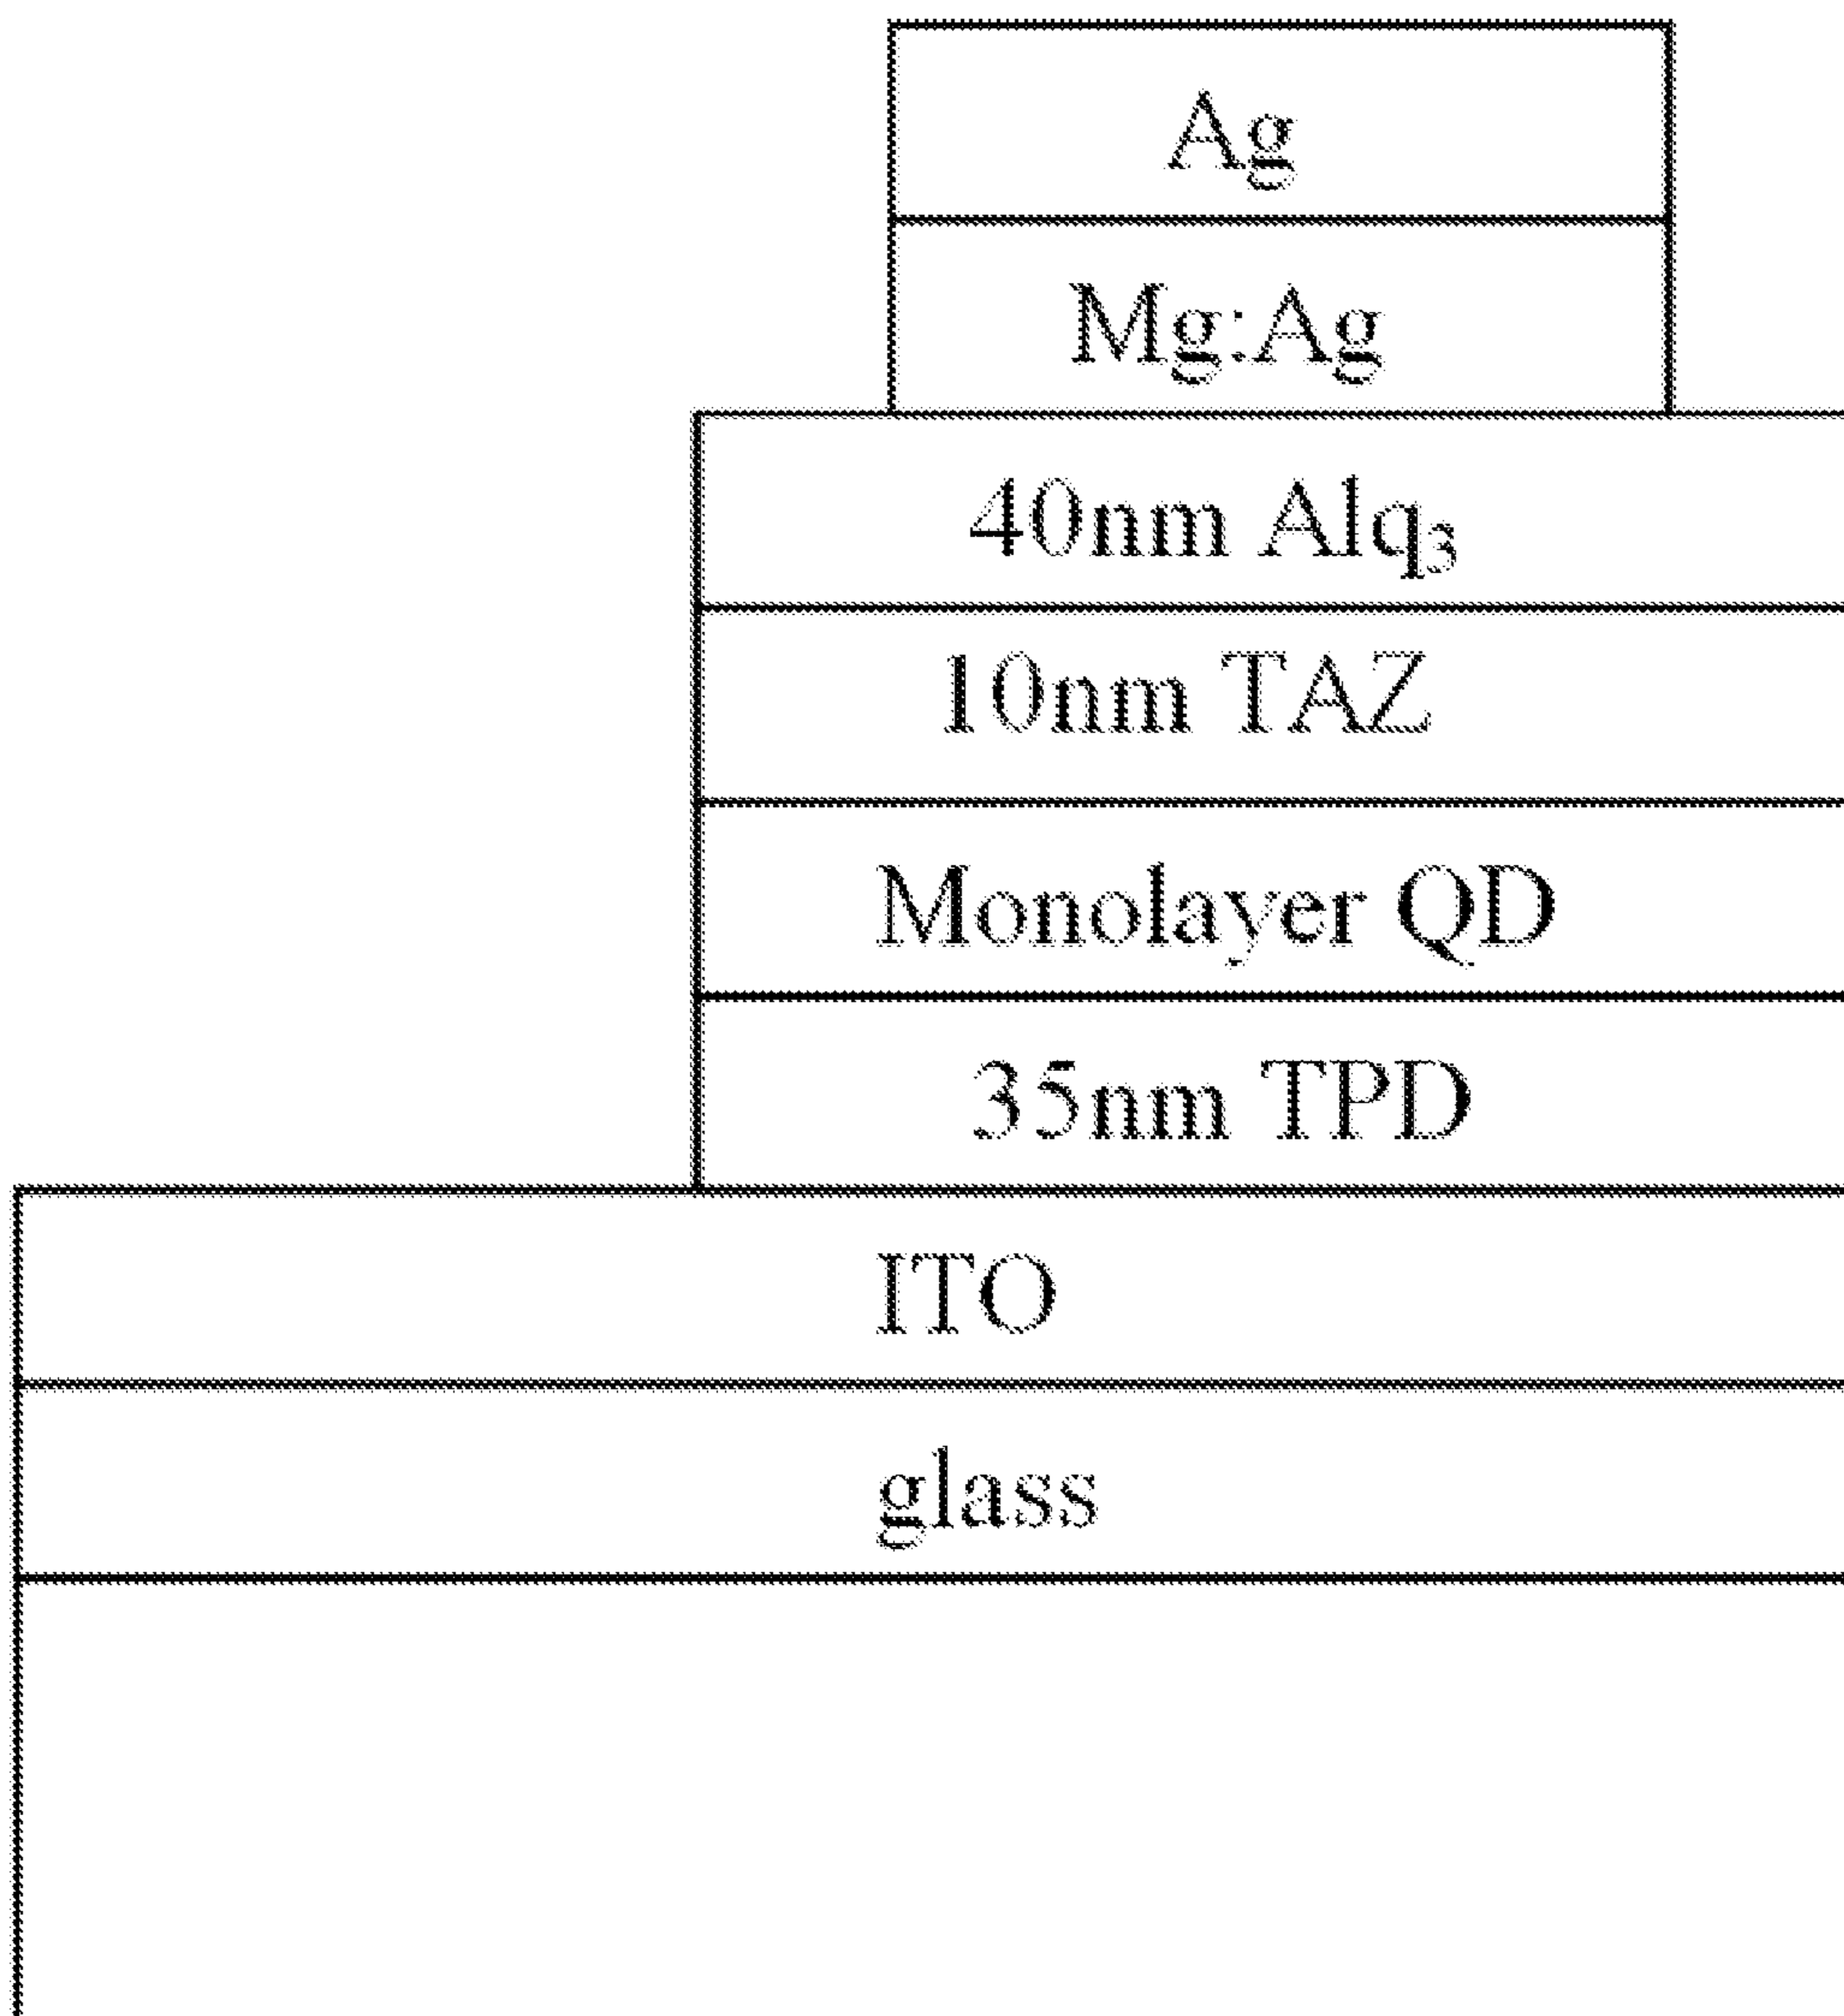 Ag
Mg:Ag
40nm Alq₃
10nm TAZ
Monolayer QD
35nm TPD
ITO
glass